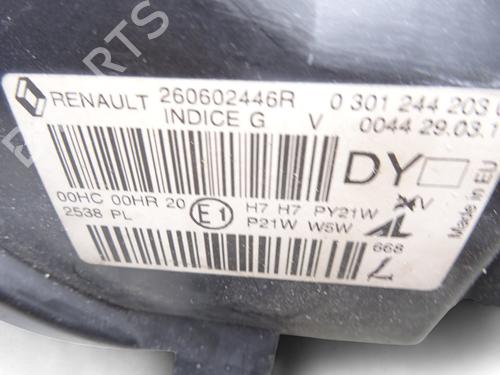 PARTS
RENAULT 260602446R 0 301 244 203
INDICE G V 0044 29.03.
DY
00HC 00HR 20 E1 H7 H7 PY21W
2538 PL P21W W5W AL
668
L
Made in EU